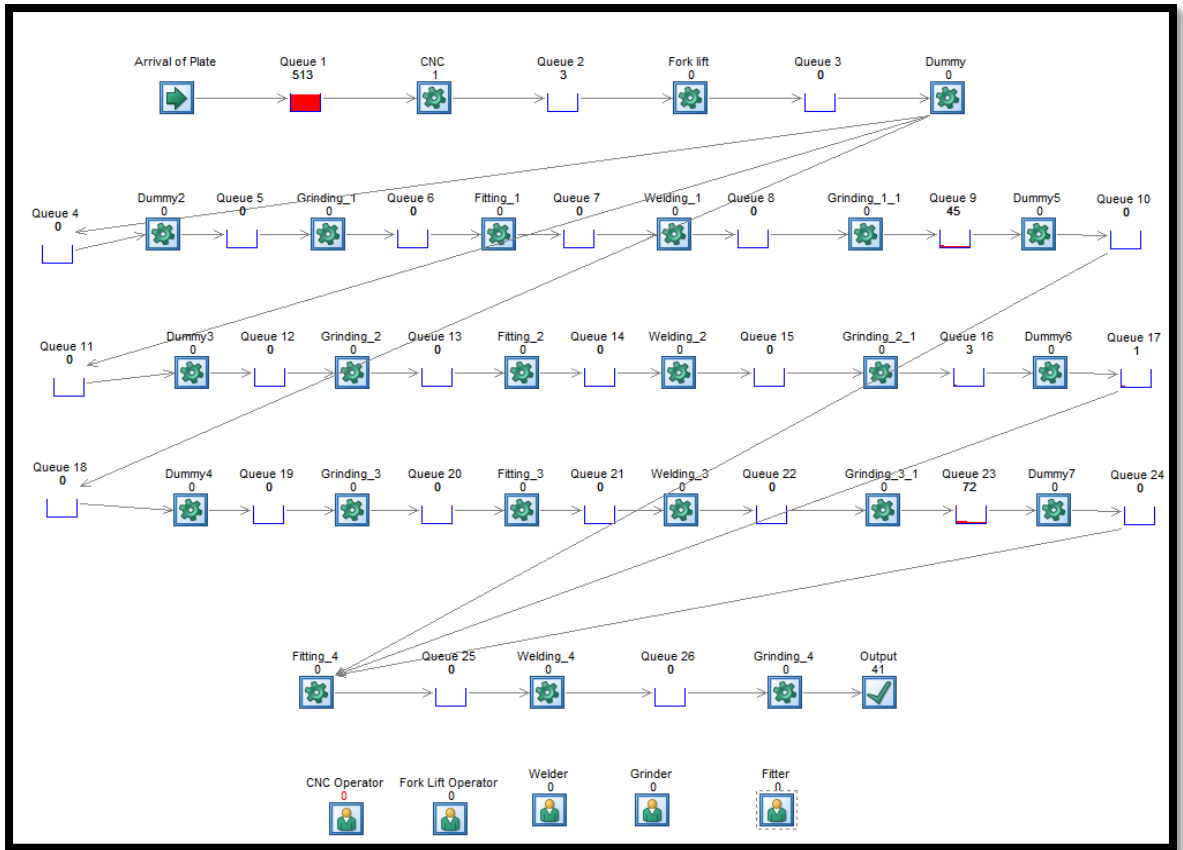 Arrival of Plate
Queue 1
513
CNC
1
Queue 2
3
Fork lift
0
Queue 3
0
Dummy
0
Queue 4
0
Dummy2
0
Queue 5
0
Grinding_1
0
Queue 6
0
Fitting_1
0
Queue 7
0
Welding_1
0
Queue 8
0
Grinding_1_1
0
Queue 9
45
Dummy5
0
Queue 10
0
Queue 11
0
Dummy3
0
Queue 12
0
Grinding_2
0
Queue 13
0
Fitting_2
0
Queue 14
0
Welding_2
0
Queue 15
0
Grinding_2_1
0
Queue 16
3
Dummy6
0
Queue 17
1
Queue 18
0
Dummy4
0
Queue 19
0
Grinding_3
0
Queue 20
0
Fitting_3
0
Queue 21
0
Welding_3
0
Queue 22
0
Grinding_3_1
0
Queue 23
72
Dummy7
0
Queue 24
0
Fitting_4
0
Queue 25
0
Welding_4
0
Queue 26
0
Grinding_4
0
Output
41
CNC Operator
0
Fork Lift Operator
0
Welder
0
Grinder
0
Fitter
0